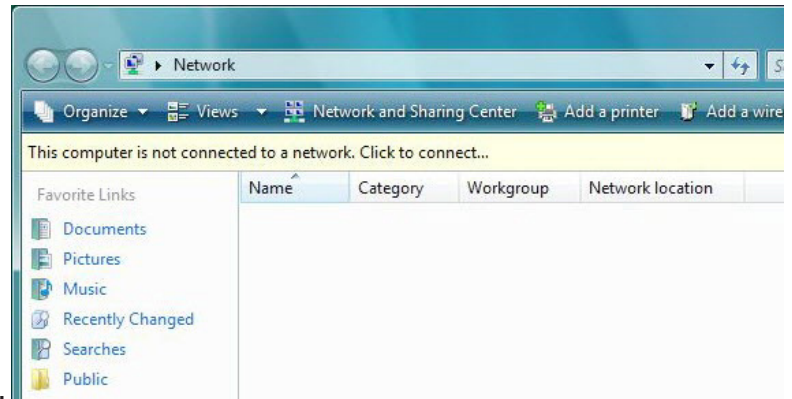 Network
Organize Views Network and Sharing Center Add a printer Add a wire
This computer is not connected to a network. Click to connect...
Favorite Links
Name Category Workgroup Network location
Documents
Pictures
Music
Recently Changed
Searches
Public